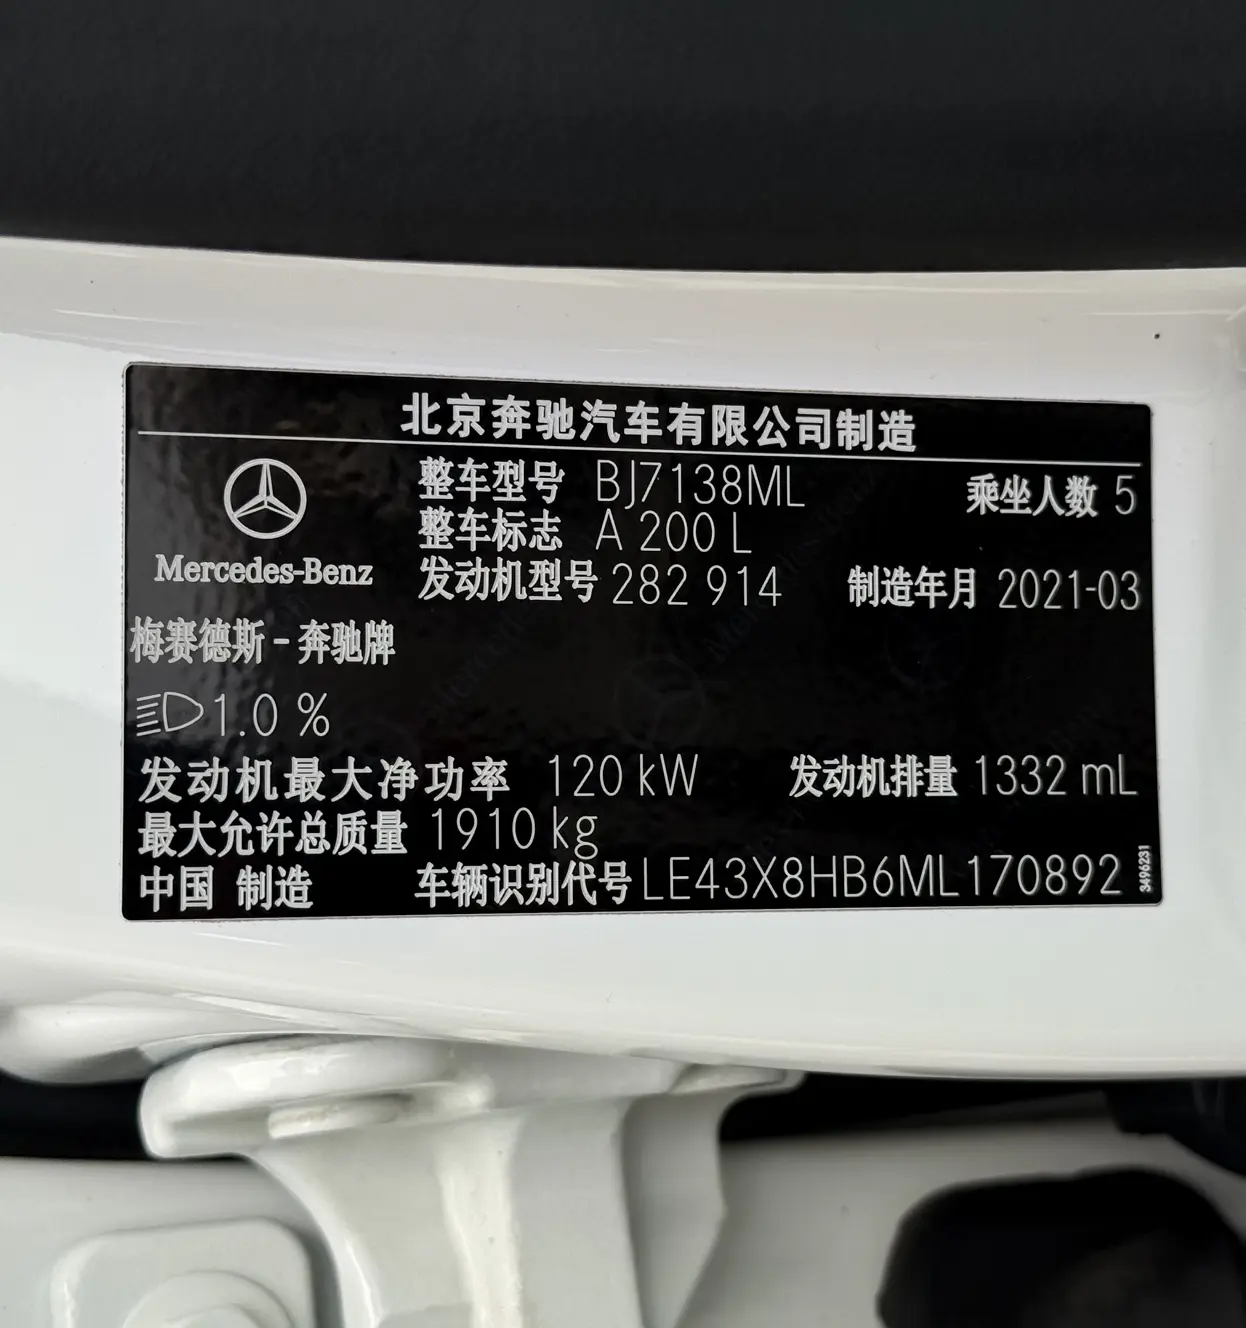 北京奔驰汽车有限公司制造
整车型号 BJ7138ML 乘坐人数 5
整车标志 A 200 L
Mercedes-Benz
发动机型号 282 914 制造年月 2021-03
梅赛德斯-奔驰牌
1.0 %
发动机最大净功率 120 kW 发动机排量 1332 mL
最大允许总质量 1910 kg
中国 制造 车辆识别代号 LE43X8HB6ML170892
3496231